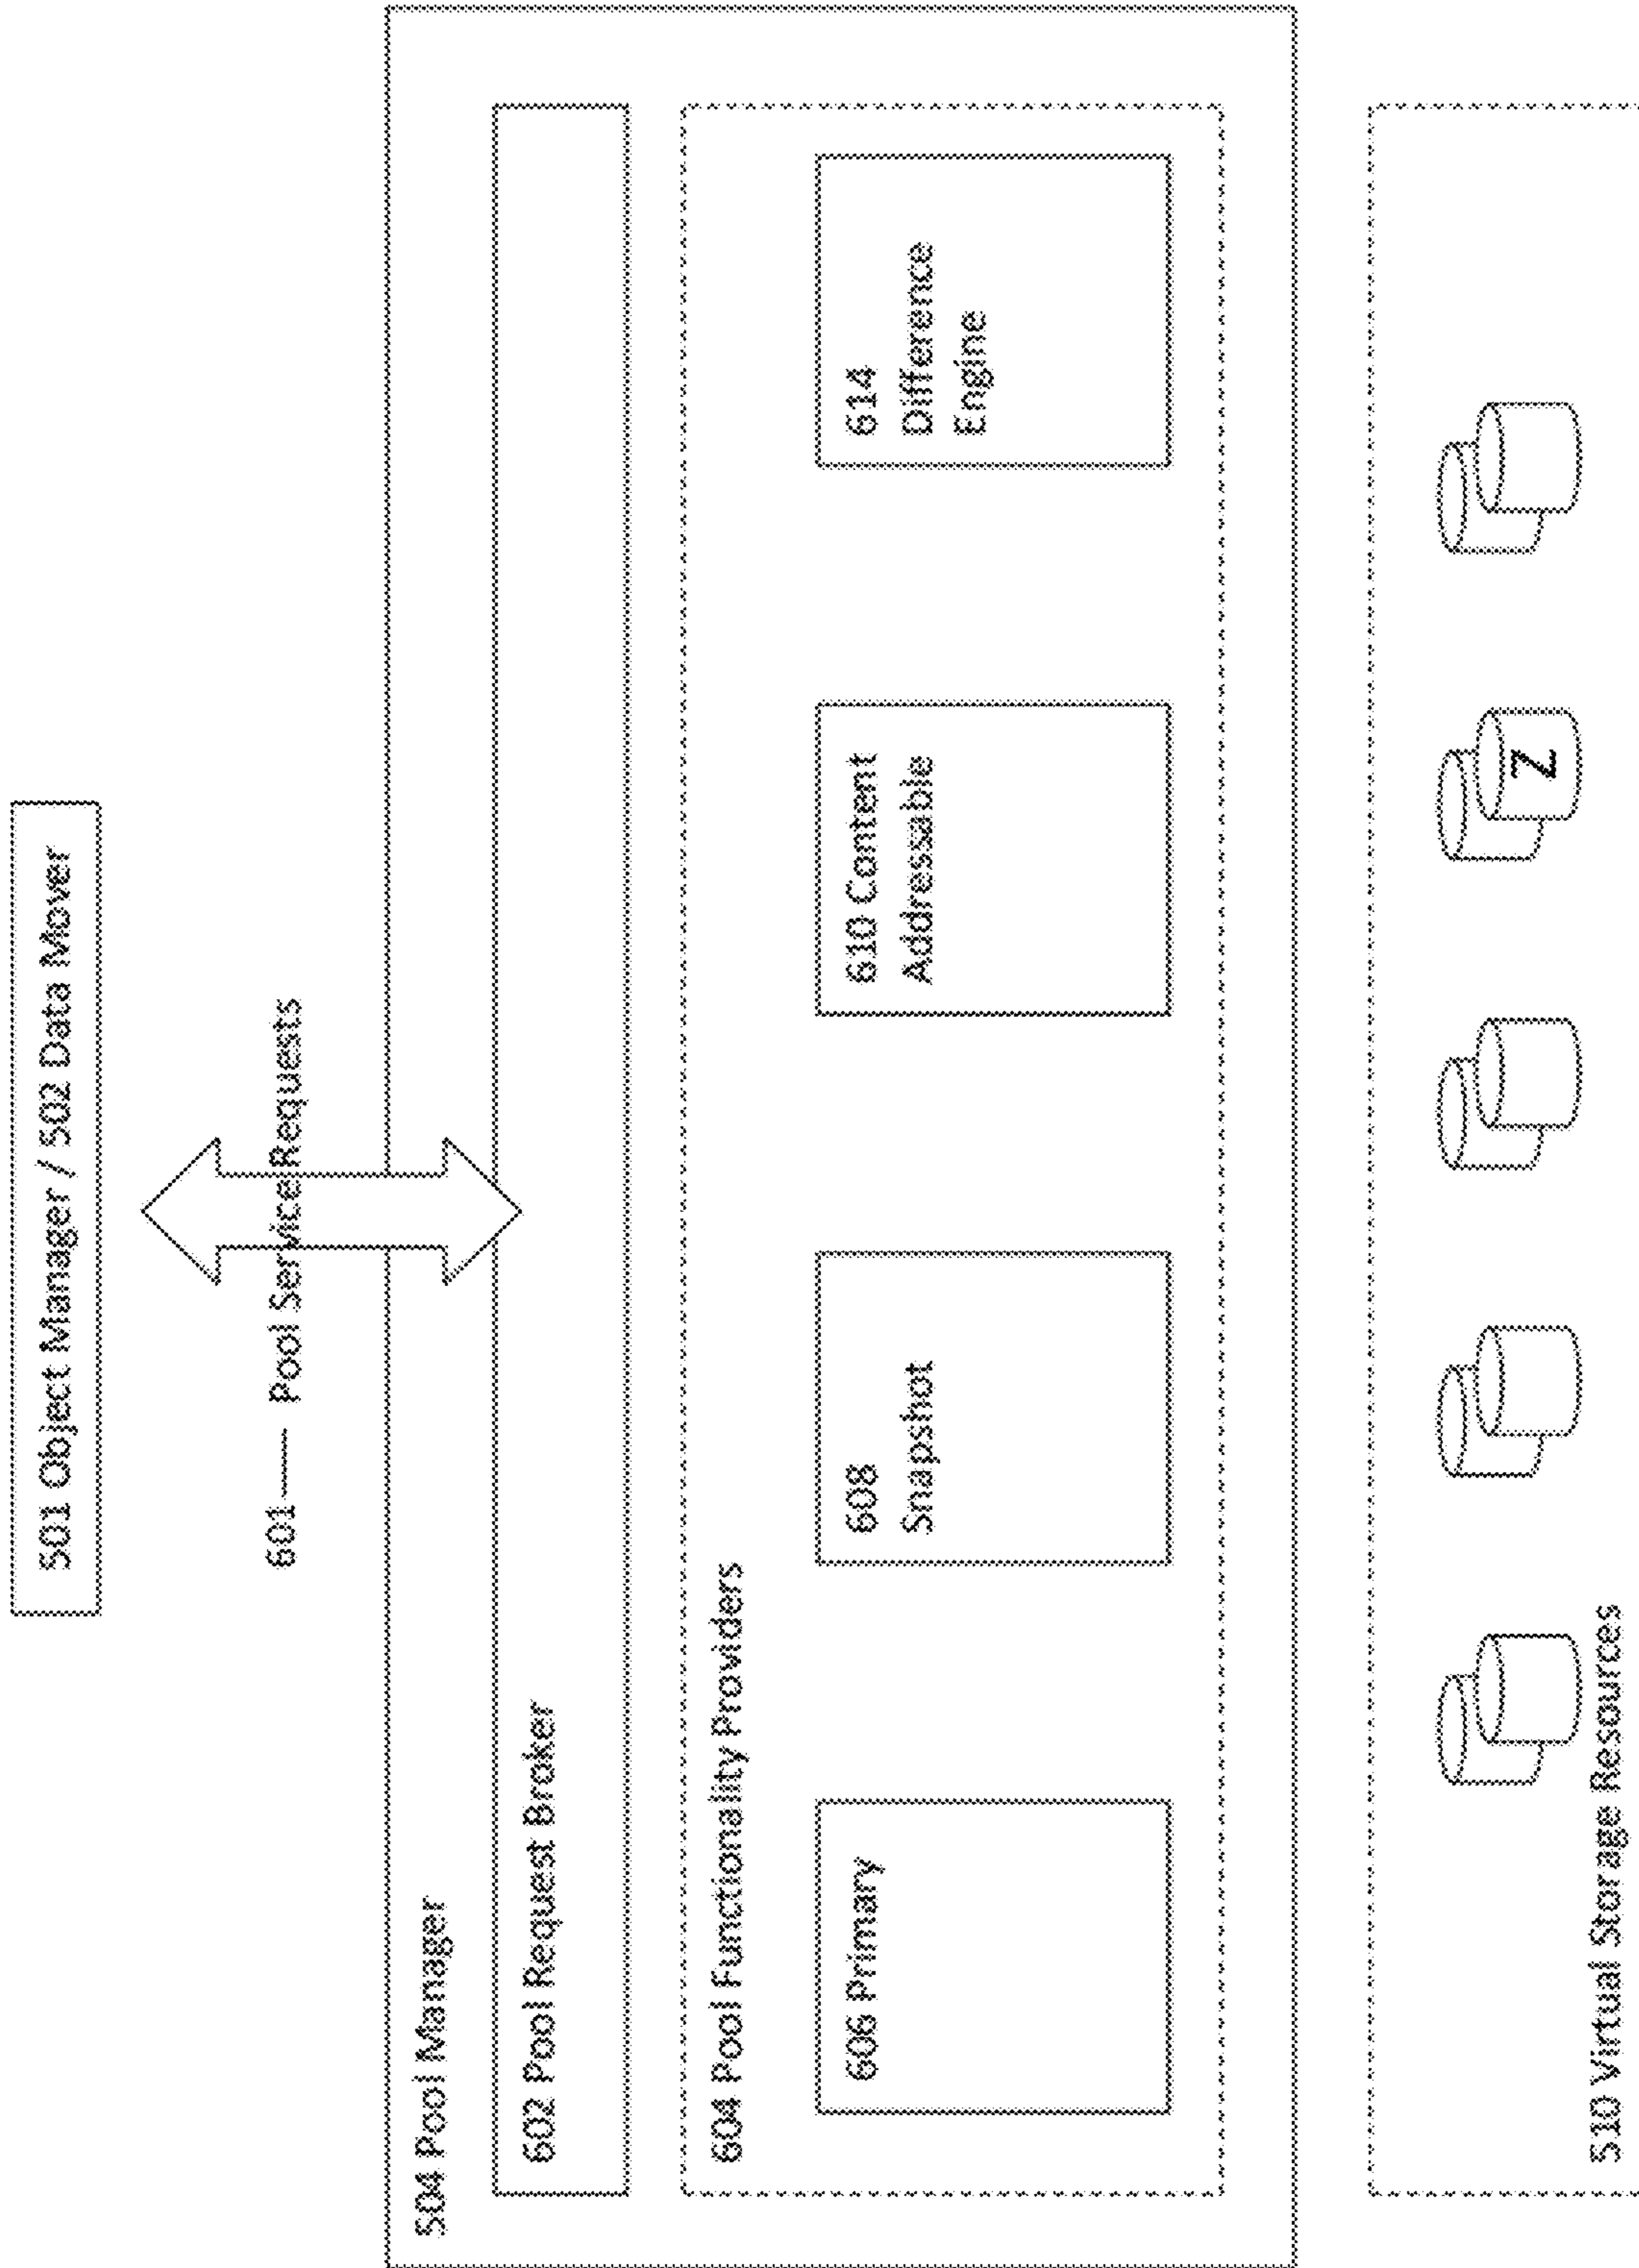 501 Object Manager / 502 Data Mover
601 — Pool Service Requests
504 Pool Manager
602 Pool Request Broker
604 Pool Functionality Providers
606 Primary
608
Snapshot
610 Content
Addressable
614
Difference
Engine
Z
510 Virtual Storage Resources